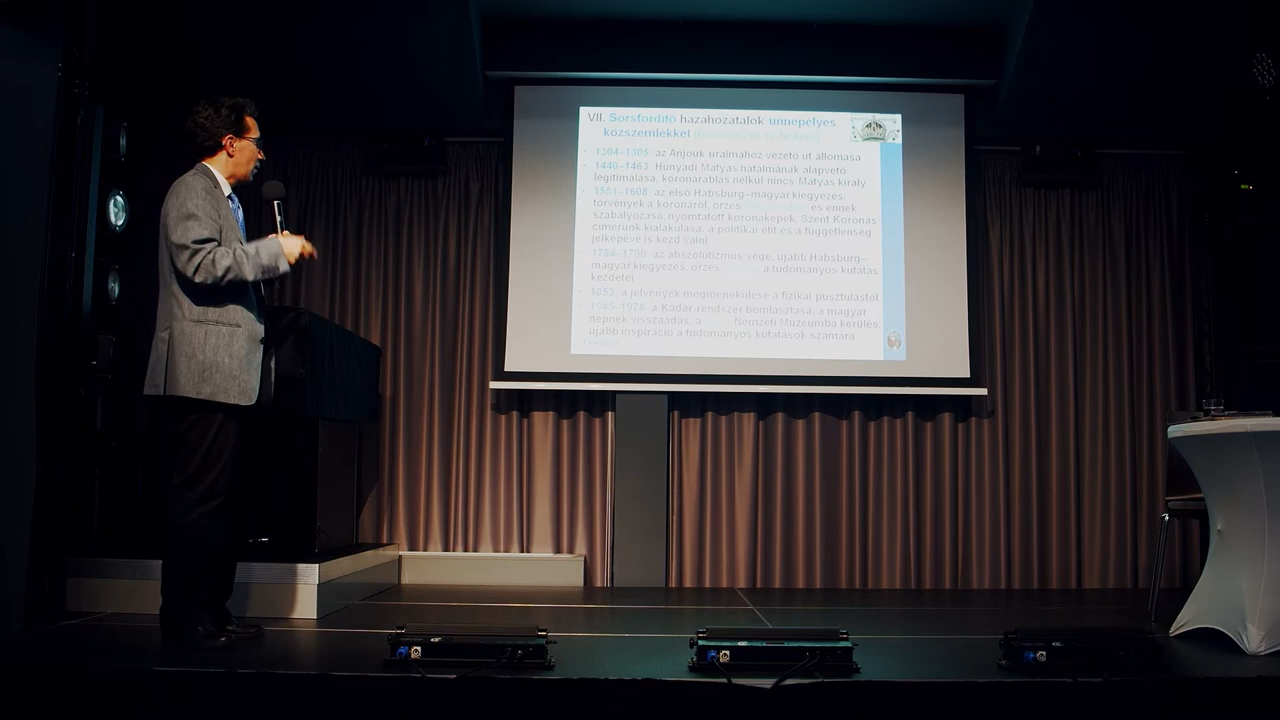 VII. Sorsfordító hazahozatalok ünnepélyes
közszemlékkel
1304–1305: az Anjouk uralmához vezető út állomása
1440–1463: Hunyadi Mátyás hatalmának alapvető
legitimálása, koronarablás nélkül nincs Mátyás király
1551–1608: az első Habsburg–magyar kiegyezés,
törvények a koronáról, őrzés és ennek
szabályozása, nyomtatott koronaképek, Szent Koronás
címerünk kialakulása, a politikai elit és a függetlenség
jelképévé is kezd válni
1784–1790: az abszolutizmus vége, újabb Habsburg–
magyar kiegyezés, őrzés , a tudományos kutatás
kezdetei
1853: a jelvények megmenekülése a fizikai pusztulástól
1945–1978: a Kádár-rendszer bomlasztása, a magyar
népnek visszaadás, a Nemzeti Múzeumba kerülés,
újabb inspiráció a tudományos kutatások számára